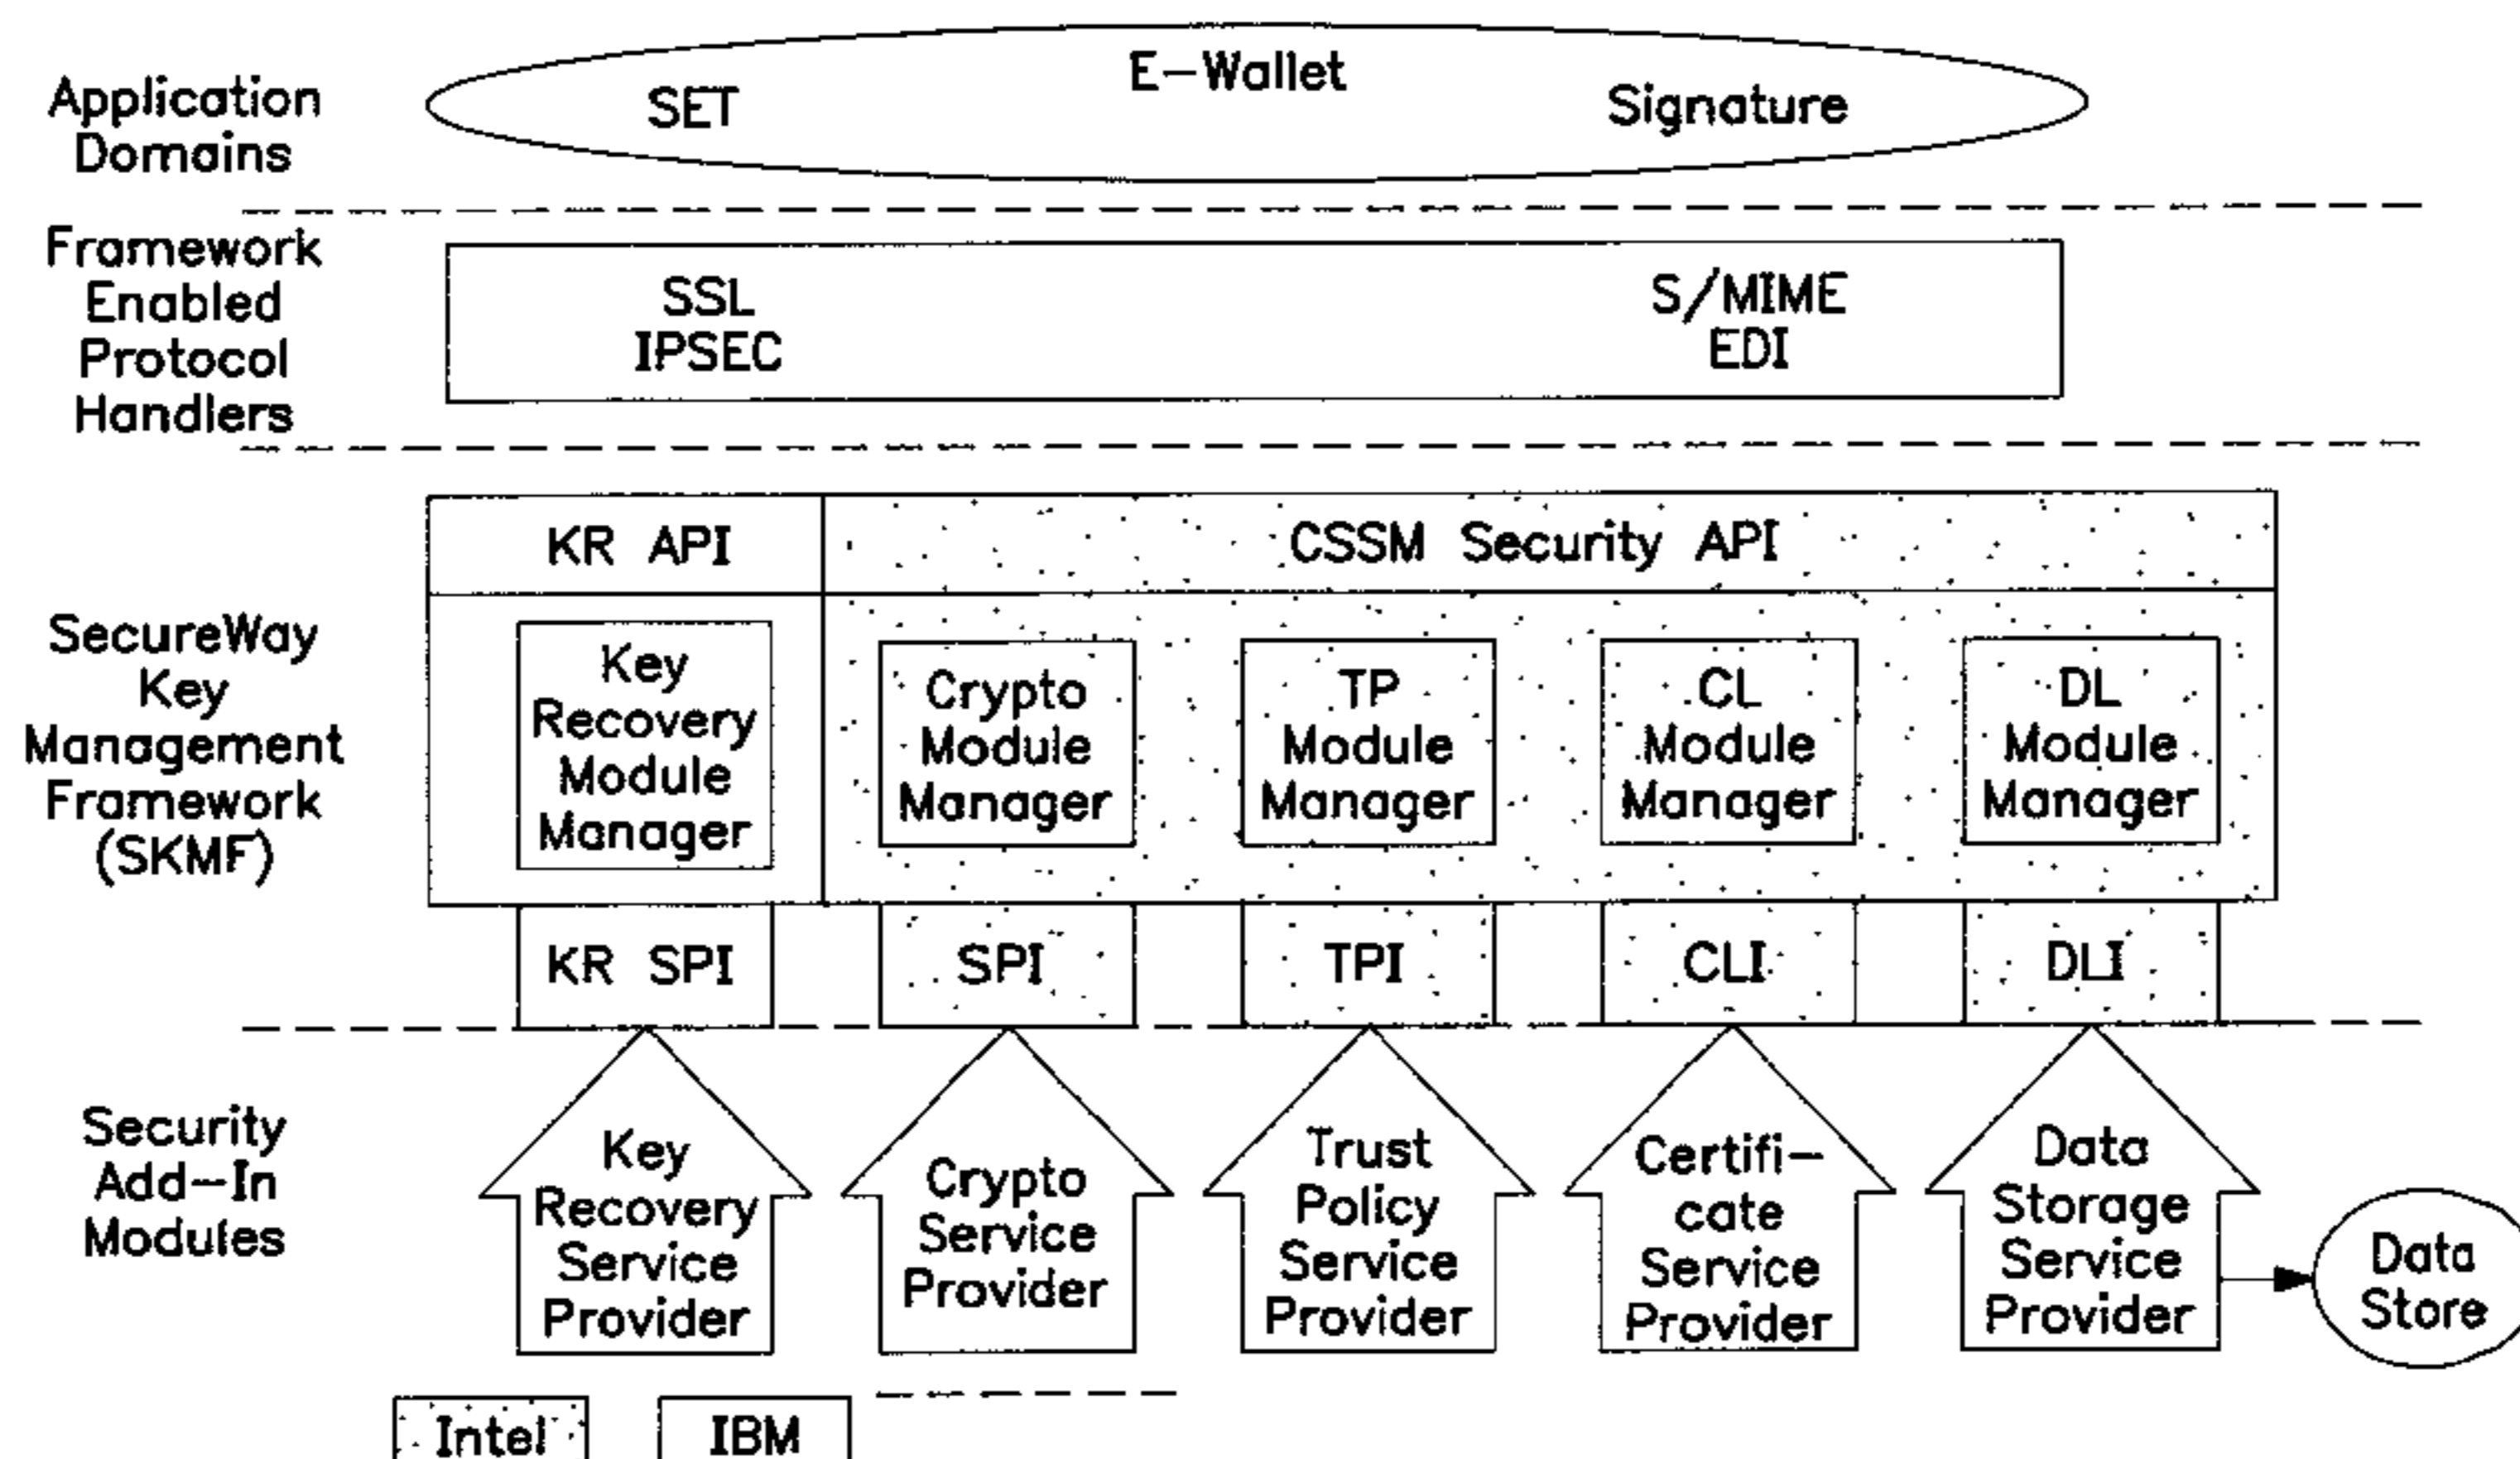 Application
Domains
E-Wallet
SET
Signature
Framework
Enabled
Protocol
Handlers
SSL
IPSEC
S/MIME
EDI
SecureWay
Key
Management
Framework
(SKMF)
KR API
CSSM Security API
Key
Recovery
Module
Manager
Crypto
Module
Manager
TP
Module
Manager
CL
Module
Manager
DL
Module
Manager
KR SPI
SPI
TPI
CLI
DLI
Security
Add-In
Modules
Key
Recovery
Service
Provider
Crypto
Service
Provider
Trust
Policy
Service
Provider
Certifi-
cate
Service
Provider
Data
Storage
Service
Provider
Data
Store
Intel
IBM